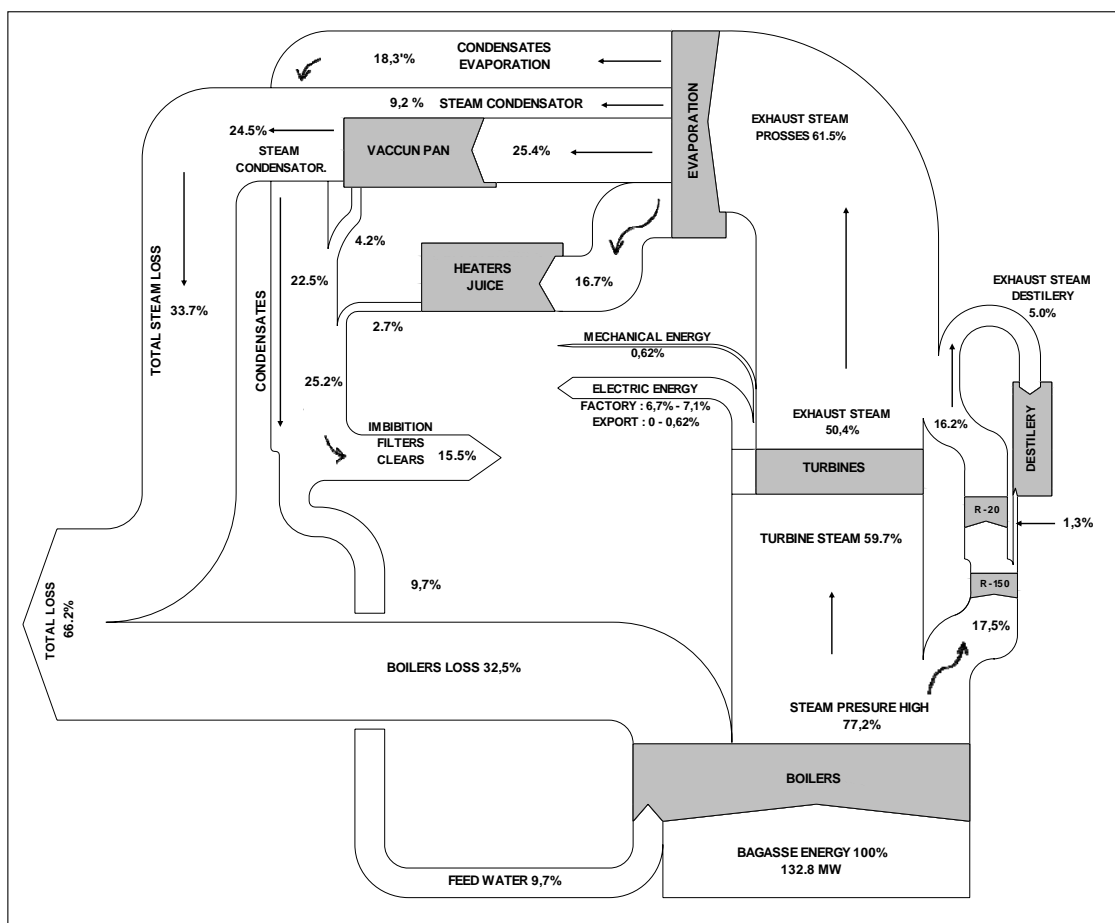 CONDENSATES
EVAPORATION
18,3'%
9,2 %
STEAM CONDENSATOR
24.5%
STEAM
CONDENSATOR.
VACCUN PAN
25.4%
EVAPORATION
EXHAUST STEAM
PROSSES 61.5%
4.2%
22.5%
HEATERS
JUICE
16.7%
2.7%
TOTAL STEAM LOSS
33.7%
CONDENSATES
25.2%
EXHAUST STEAM
DESTILERY
5.0%
MECHANICAL ENERGY
0,62%
ELECTRIC ENERGY
FACTORY : 6,7% - 7,1%
EXPORT : 0 - 0,62%
EXHAUST STEAM
50,4%
16.2%
DESTILERY
IMBIBITION
FILTERS
CLEARS
15.5%
TURBINES
R -20
1,3%
TURBINE STEAM 59.7%
R -150
9,7%
17,5%
TOTAL LOSS
66.2%
BOILERS LOSS 32,5%
STEAM PRESURE HIGH
77,2%
BOILERS
BAGASSE ENERGY 100%
132.8 MW
FEED WATER 9,7%